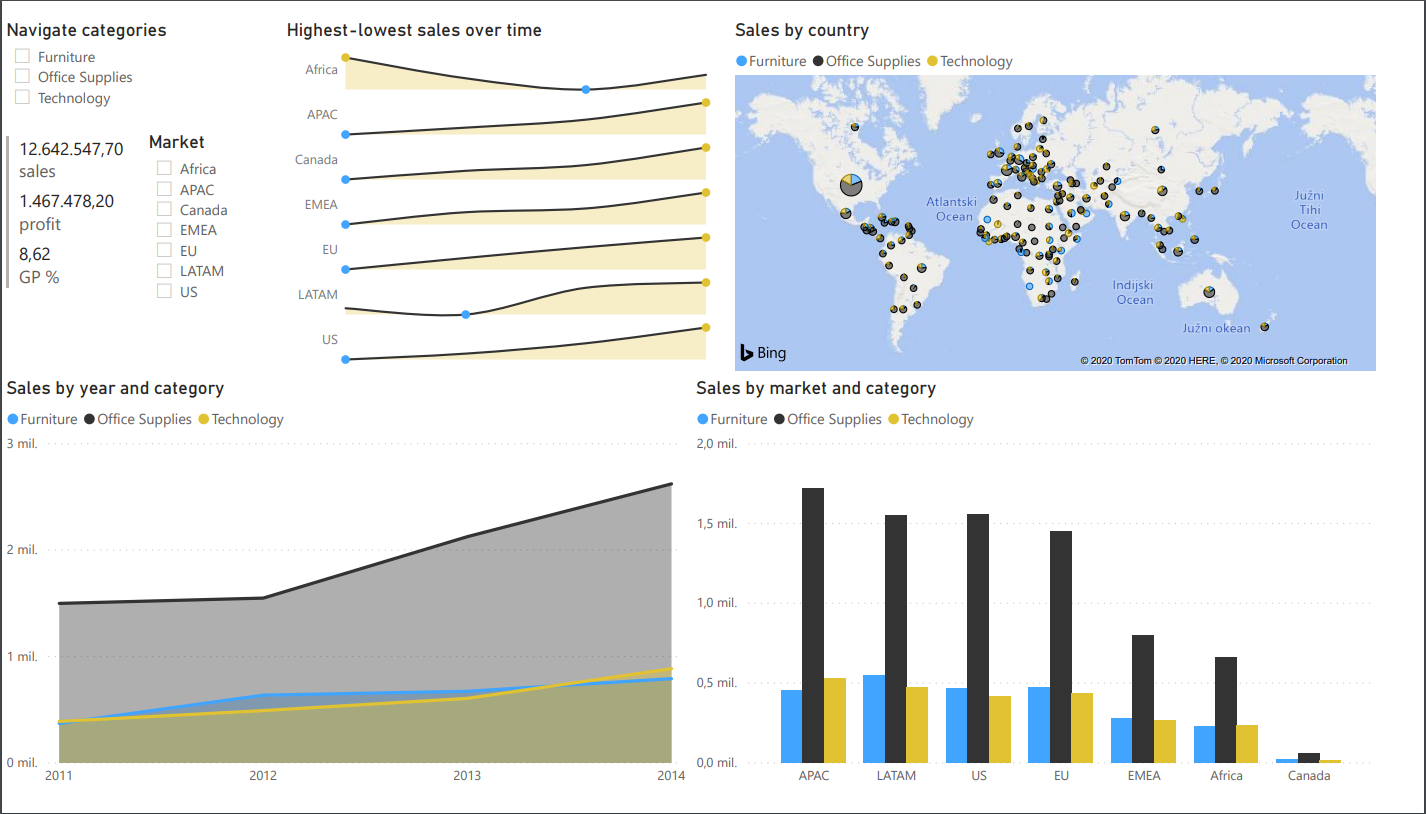 Navigate categories
Furniture
Office Supplies
Technology
12.642.547,70
sales
1.467.478,20
profit
8,62
GP %
Market
Africa
APAC
Canada
EMEA
EU
LATAM
US
Highest-lowest sales over time
Africa
APAC
Canada
EMEA
EU
LATAM
US
Sales by country
Furniture Office Supplies Technology
Atlantski
Ocean
Južni
Tihi
Ocean
Indijski
Ocean
Južni okean
Bing
© 2020 TomTom © 2020 HERE, © 2020 Microsoft Corporation
Sales by year and category
Furniture Office Supplies Technology
3 mil.
2 mil.
1 mil.
0 mil.
2011 2012 2013 2014
Sales by market and category
Furniture Office Supplies Technology
2,0 mil.
1,5 mil.
1,0 mil.
0,5 mil.
0,0 mil.
APAC LATAM US EU EMEA Africa Canada